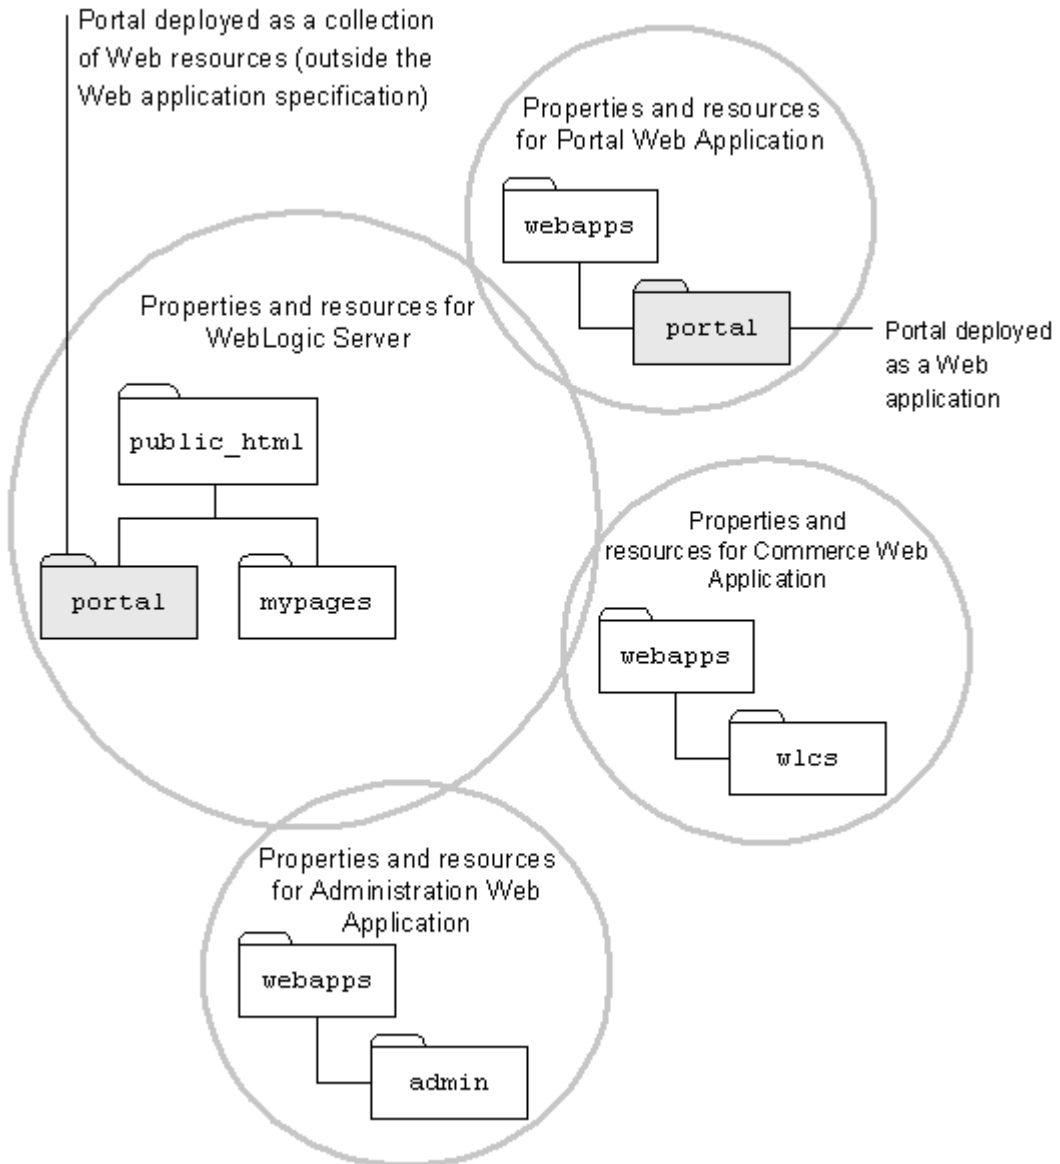 Portal deployed as a collection
of Web resources (outside the
Web application specification)
Properties and resources
for Portal Web Application
webapps
portal
Portal deployed
as a Web
application
Properties and resources for
WebLogic Server
public_html
portal
mypages
Properties and
resources for Commerce Web
Application
webapps
wlcs
Properties and resources
for Administration Web
Application
webapps
admin